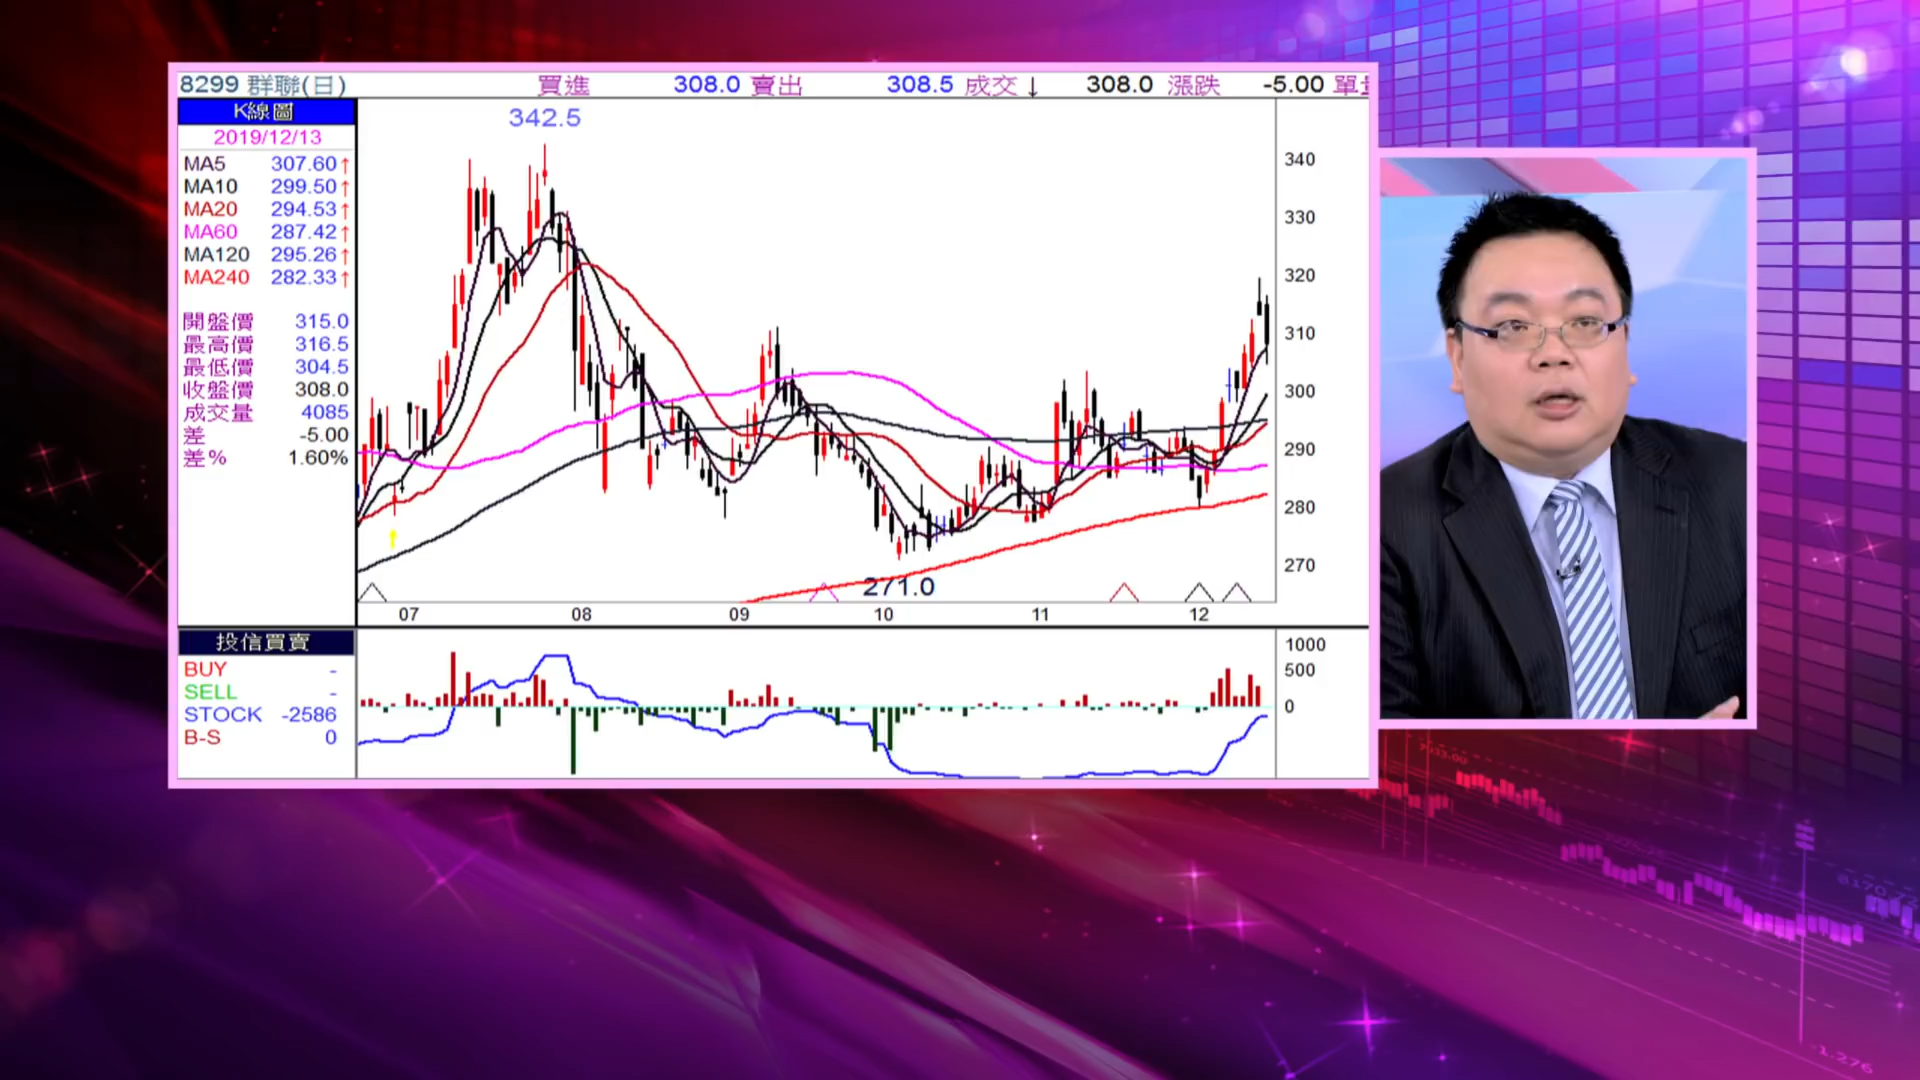 8299 群聯(日) 買進 308.0 賣出 308.5 成交↓ 308.0 漲跌 -5.00 單
K線圖
2019/12/13
MA5 307.60↑
MA10 299.50↑
MA20 294.53↑
MA60 287.42↑
MA120 295.26↑
MA240 282.33↑
開盤價 315.0
最高價 316.5
最低價 304.5
收盤價 308.0
成交量 4085
差 -5.00
差% 1.60%
342.5
271.0
340
330
320
310
300
290
280
270
07 08 09 10 11 12
投信買賣
BUY -
SELL -
STOCK -2586
B-S 0
1000
500
0